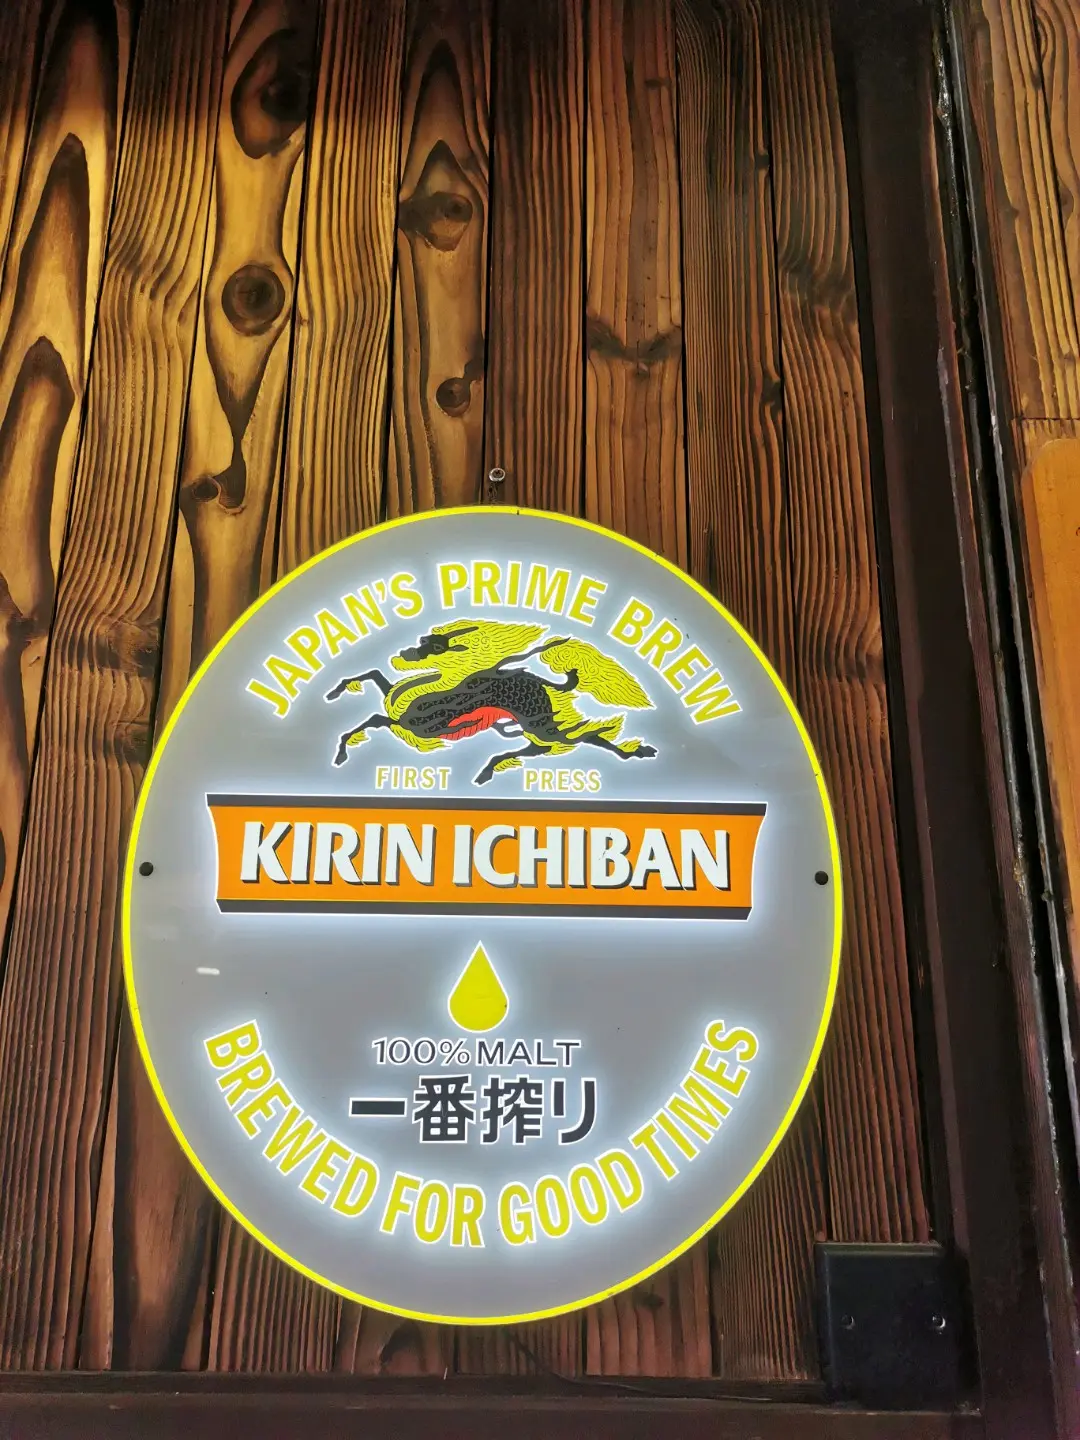 JAPAN'S PRIME BREW
FIRST PRESS
KIRIN ICHIBAN
100% MALT
一番搾り
BREWED FOR GOOD TIMES